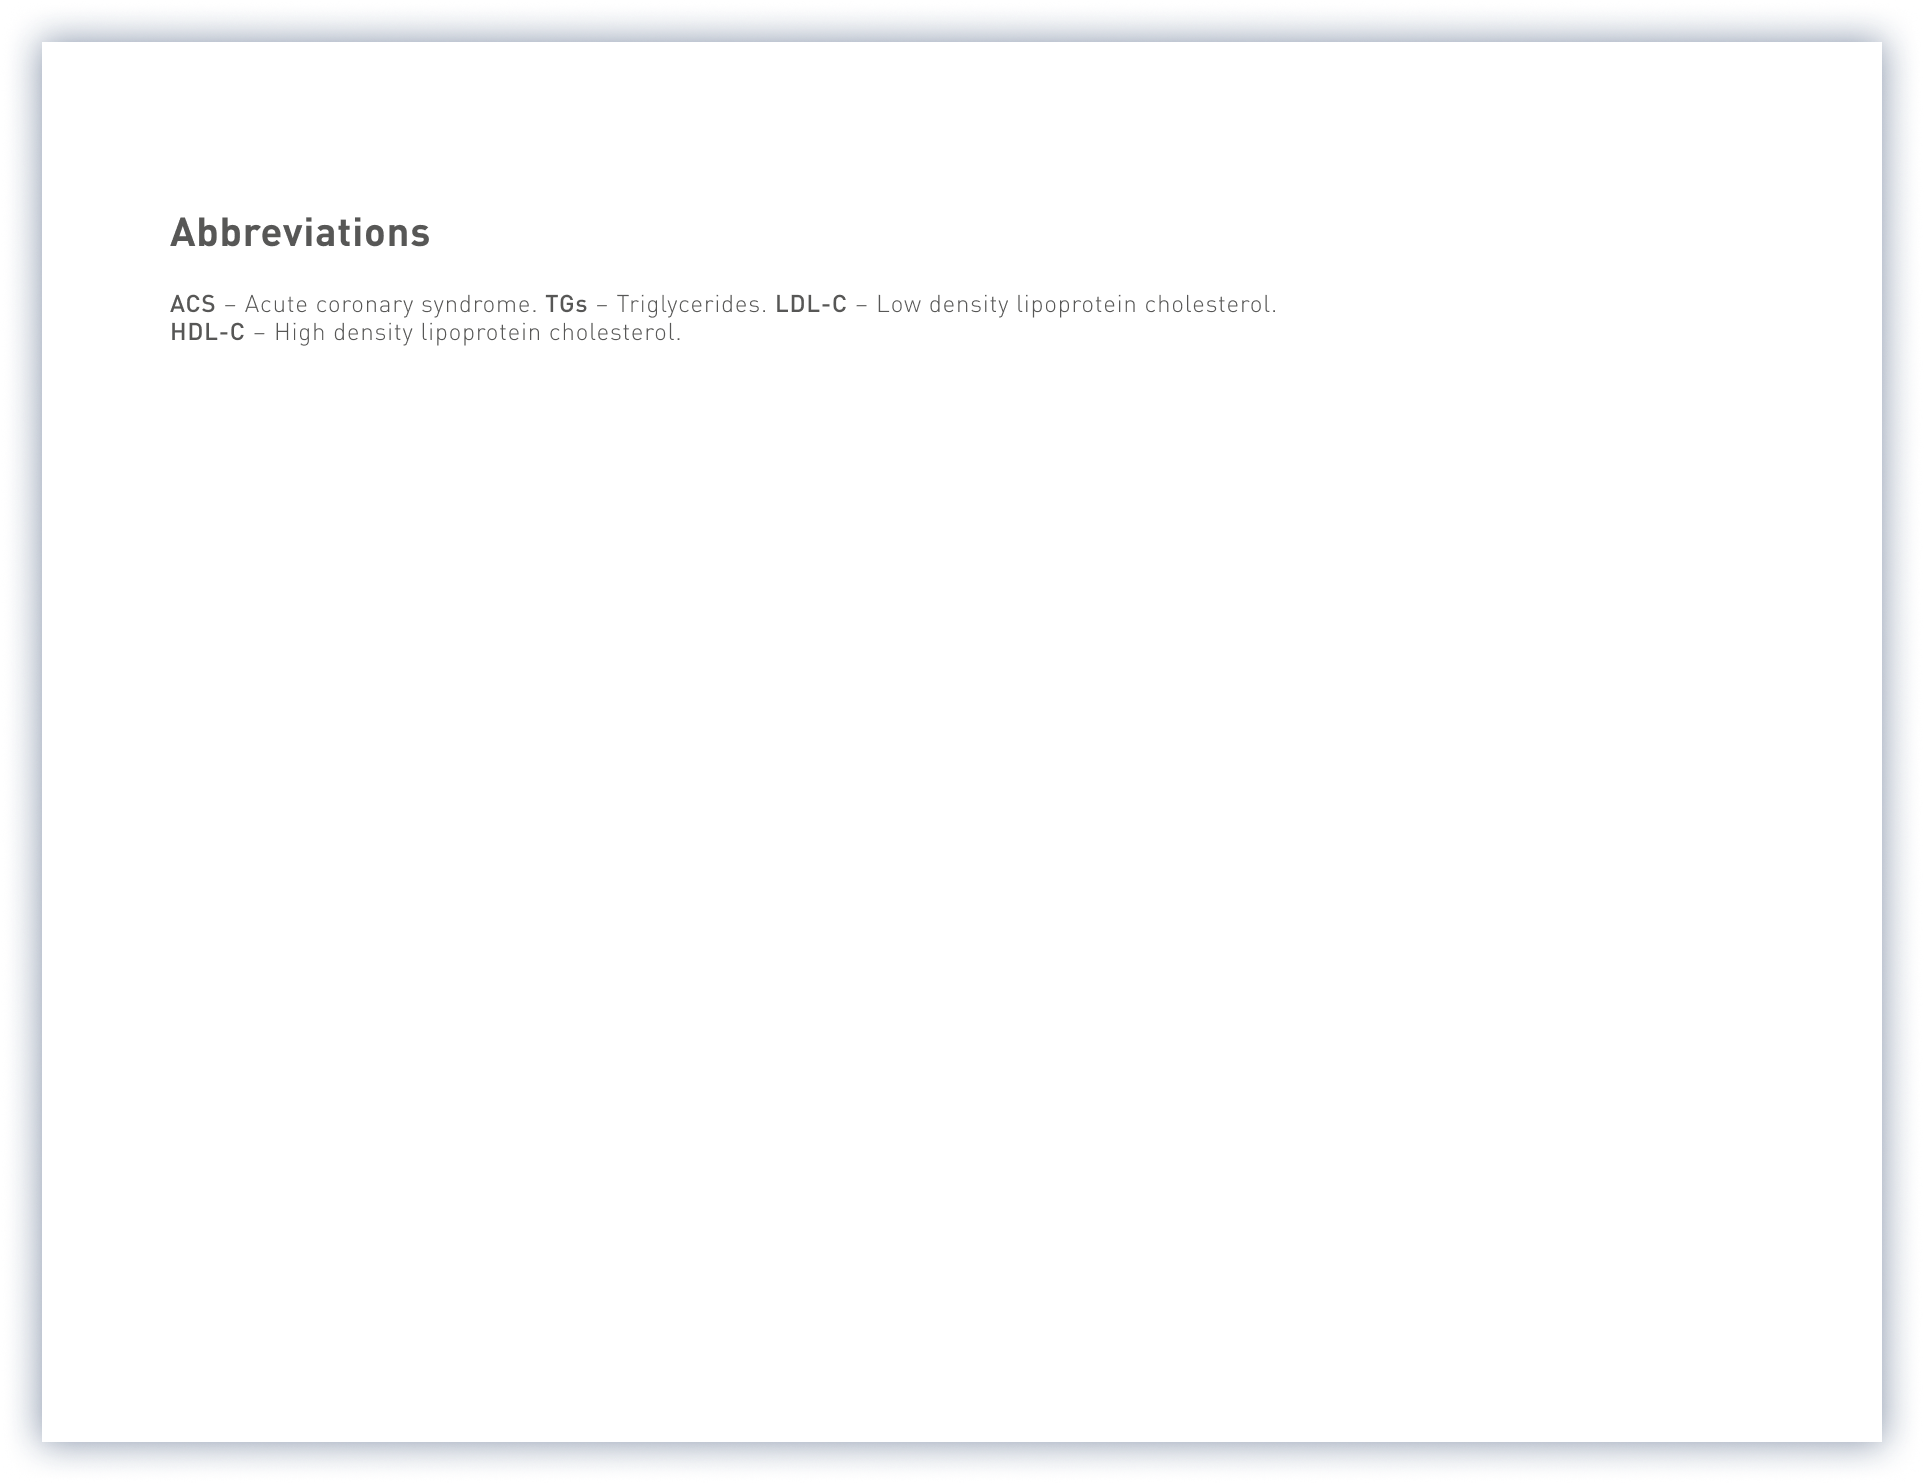 Abbreviations
ACS – Acute coronary syndrome. TGs – Triglycerides. LDL-C – Low density lipoprotein cholesterol.
HDL-C – High density lipoprotein cholesterol.